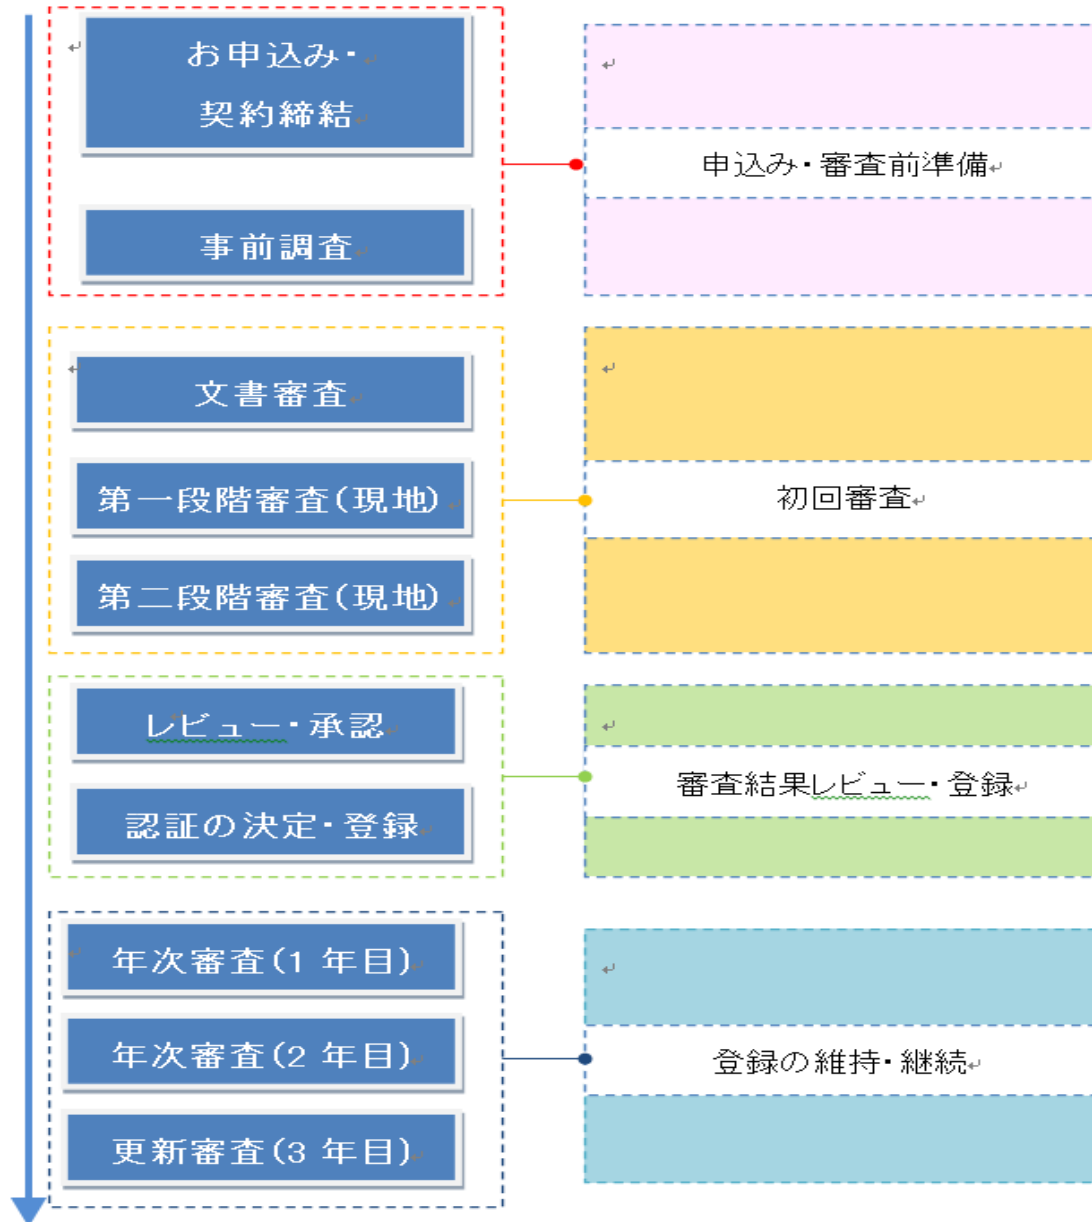 お申込み・
契約締結
事前調査
申込み・審査前準備
文書審査
第一段階審査(現地)
第二段階審査(現地)
初回審査
レビュー・承認
認証の決定・登録
審査結果レビュー・登録
年次審査(1 年目)
年次審査(2 年目)
更新審査(3 年目)
登録の維持・継続